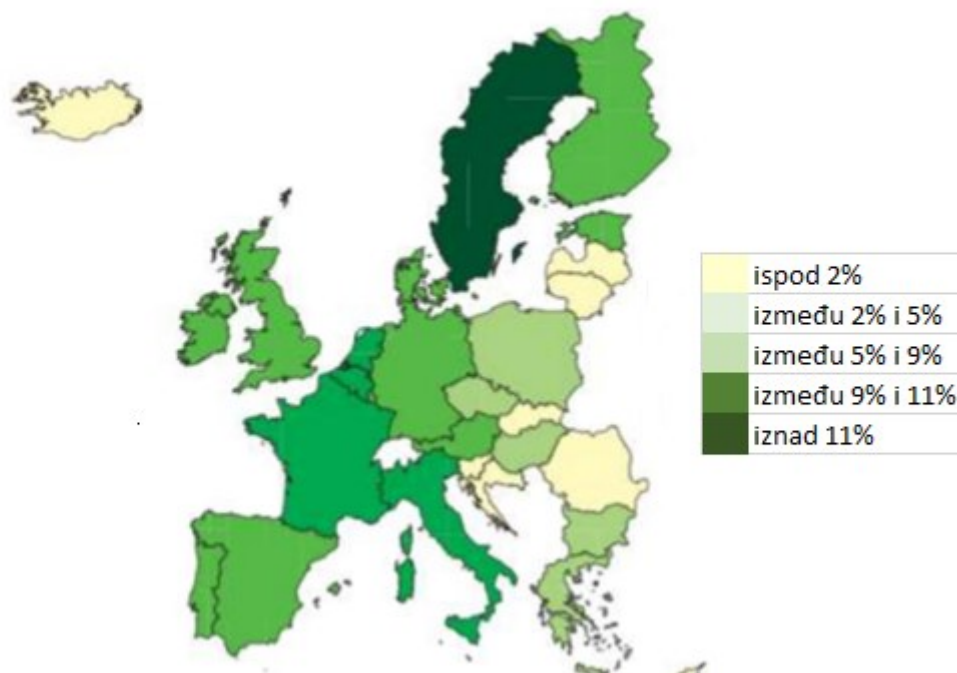 ispod 2%
između 2% i 5%
između 5% i 9%
između 9% i 11%
iznad 11%